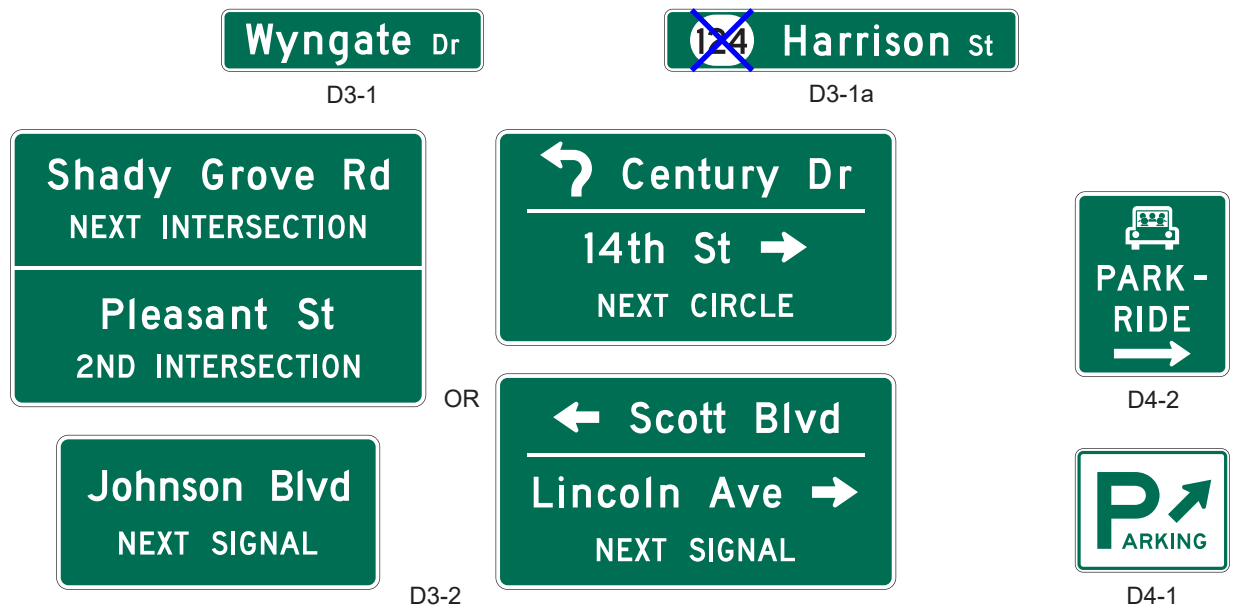 Wyngate Dr
D3-1
124 Harrison St
D3-1a
Shady Grove Rd
NEXT INTERSECTION
Pleasant St
2ND INTERSECTION
Century Dr
14th St
NEXT CIRCLE
OR
Scott Blvd
Lincoln Ave
NEXT SIGNAL
Johnson Blvd
NEXT SIGNAL
D3-2
PARK-
RIDE
D4-2
PARKING
D4-1